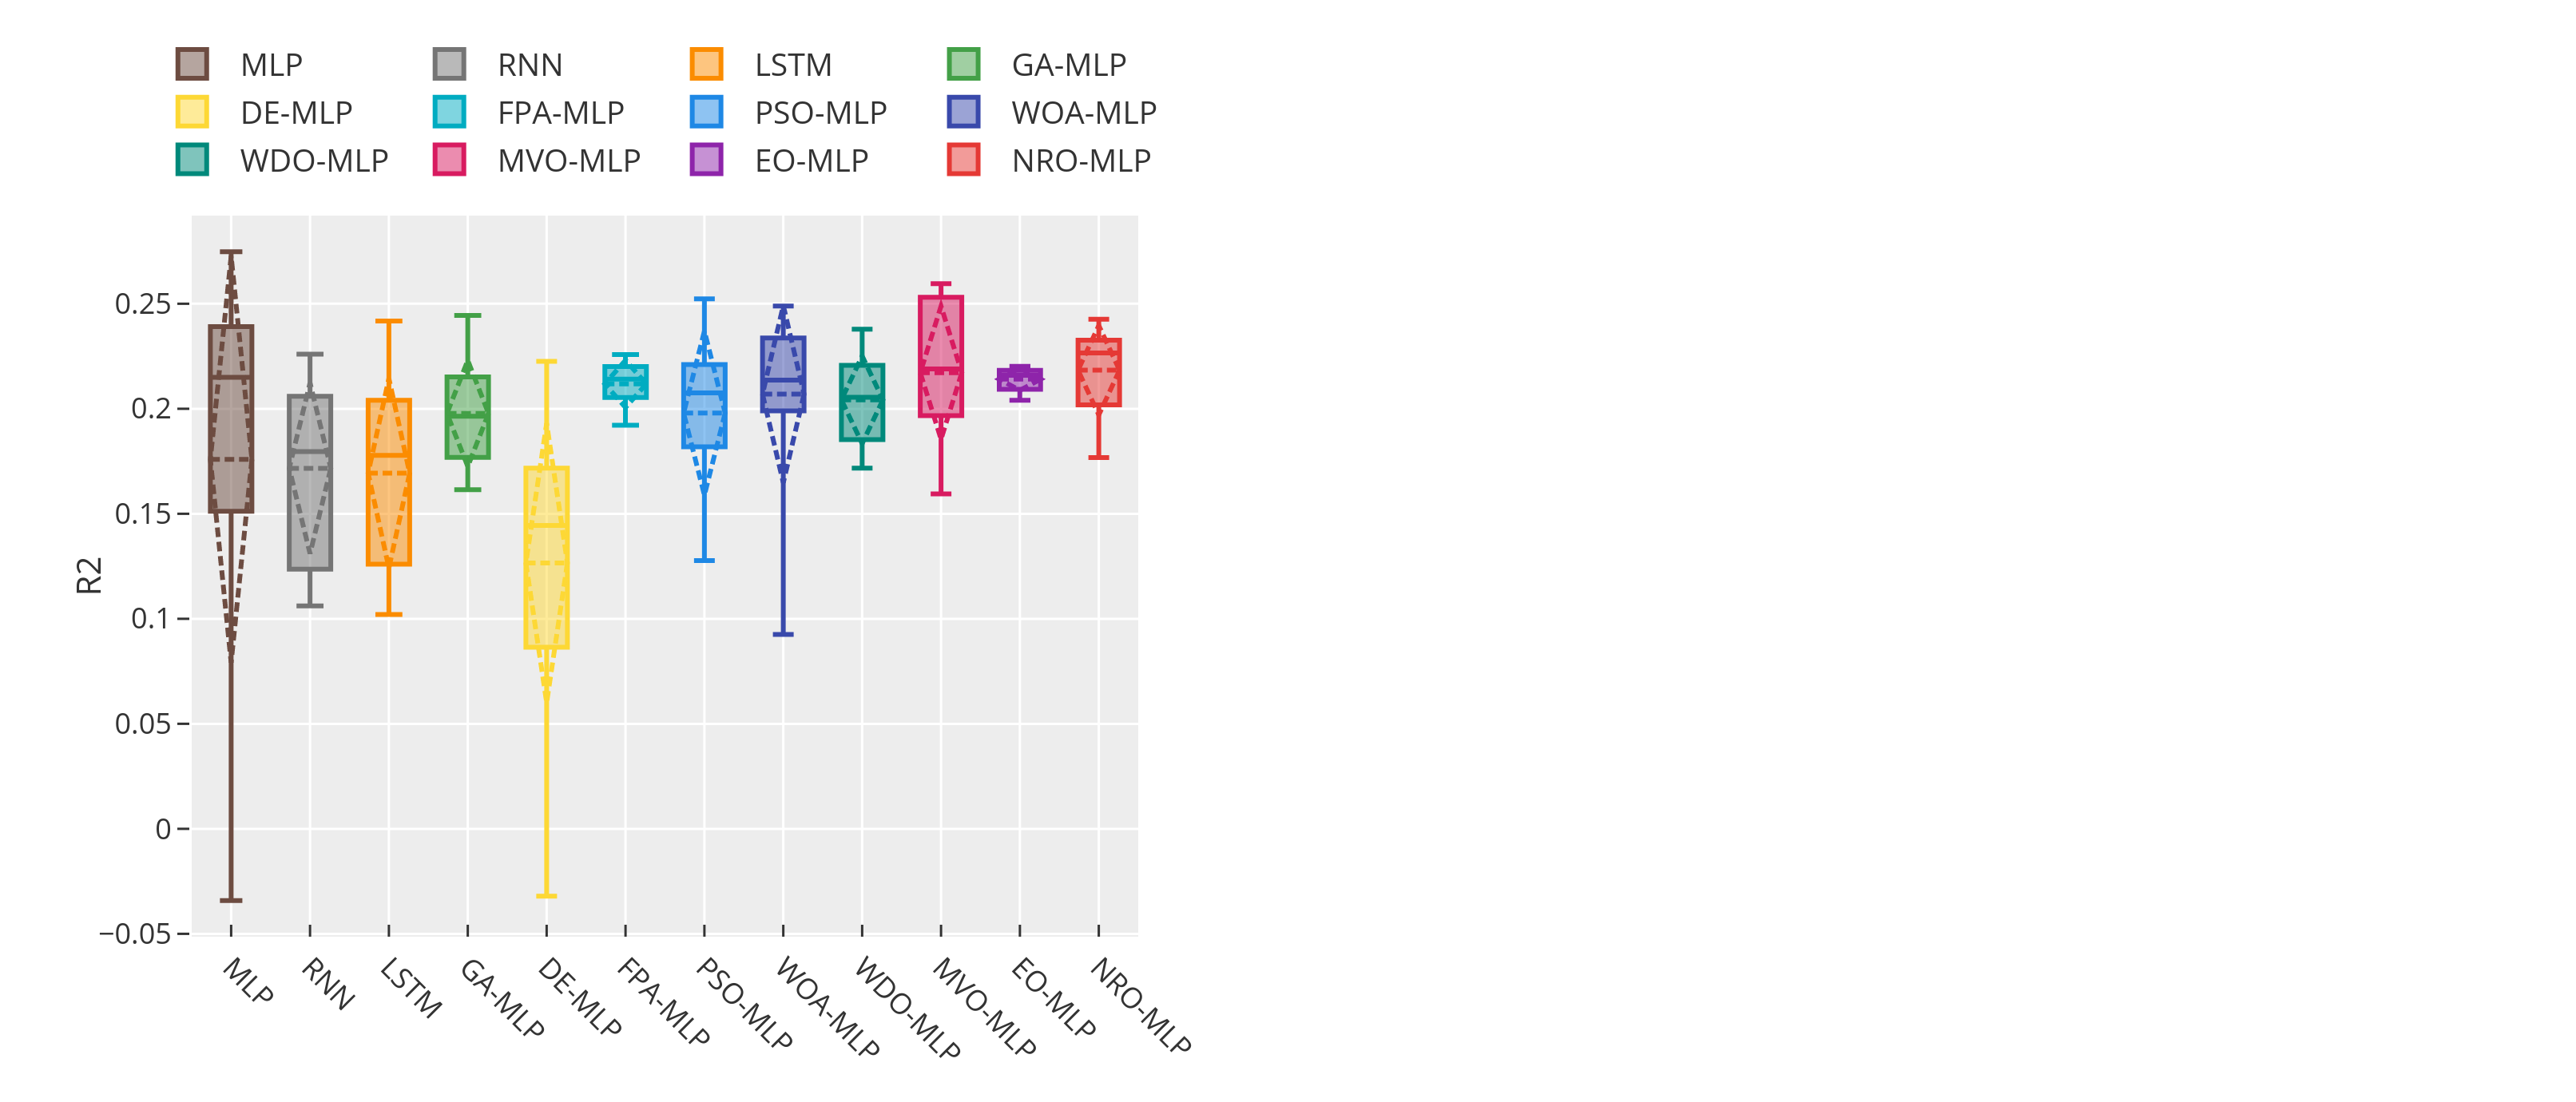 MLP RNN LSTM GA-MLP
DE-MLP FPA-MLP PSO-MLP WOA-MLP
WDO-MLP MVO-MLP EO-MLP NRO-MLP
0.25
0.2
0.15
R2
0.1
0.05
0
−0.05
MLP RNN LSTM GA-MLP DE-MLP FPA-MLP PSO-MLP WOA-MLP WDO-MLP MVO-MLP EO-MLP NRO-MLP